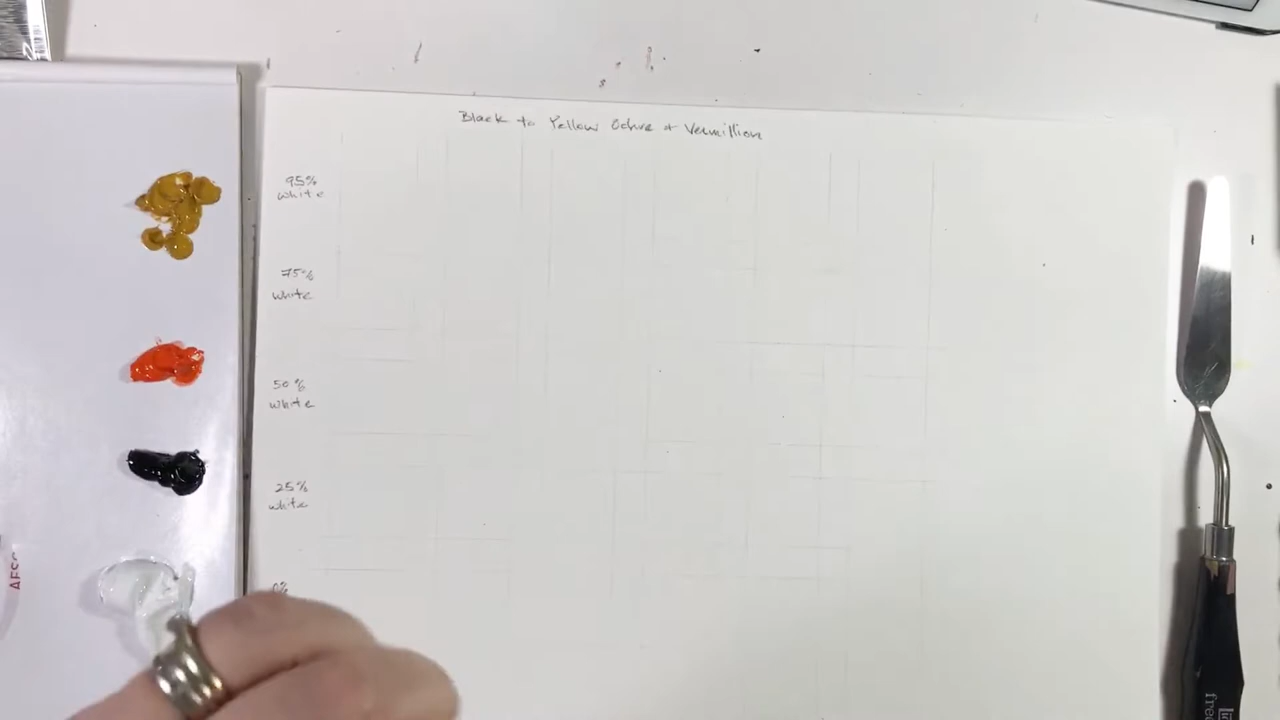 Black to Yellow Ochre + Vermillion
95%
white
75%
white
50%
white
25%
white
0%